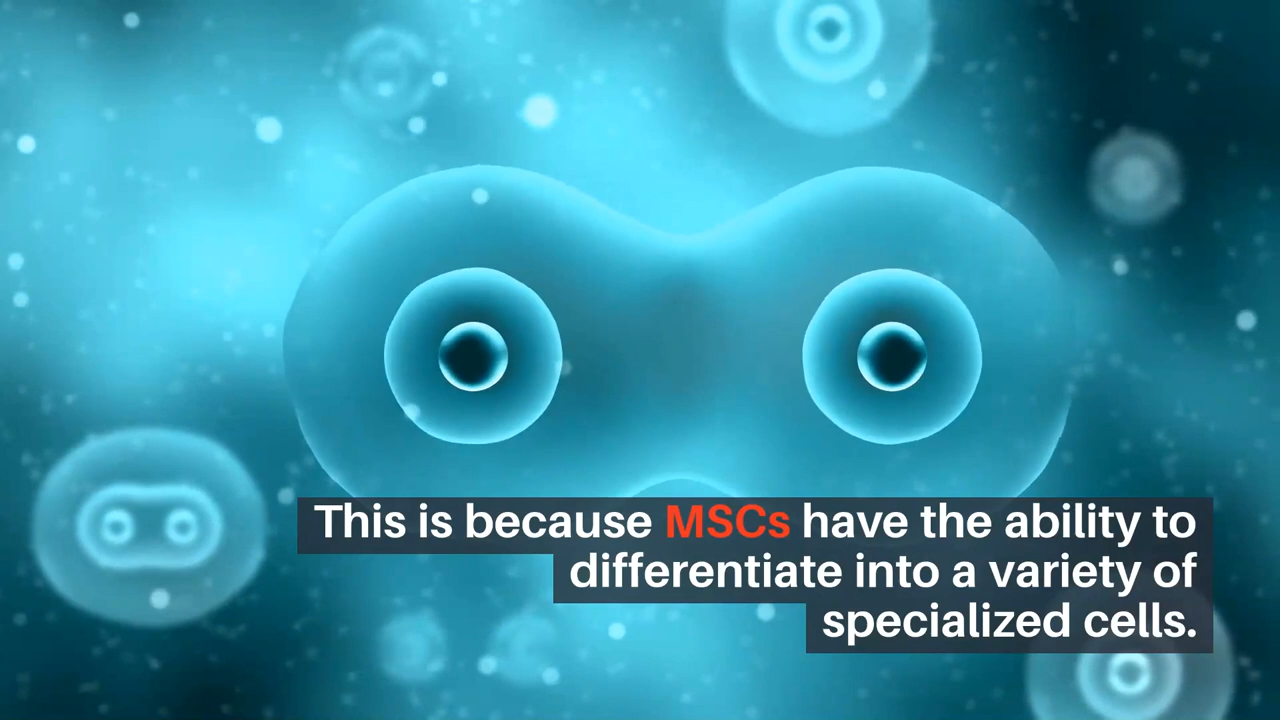 This is because MSCs have the ability to
differentiate into a variety of
specialized cells.